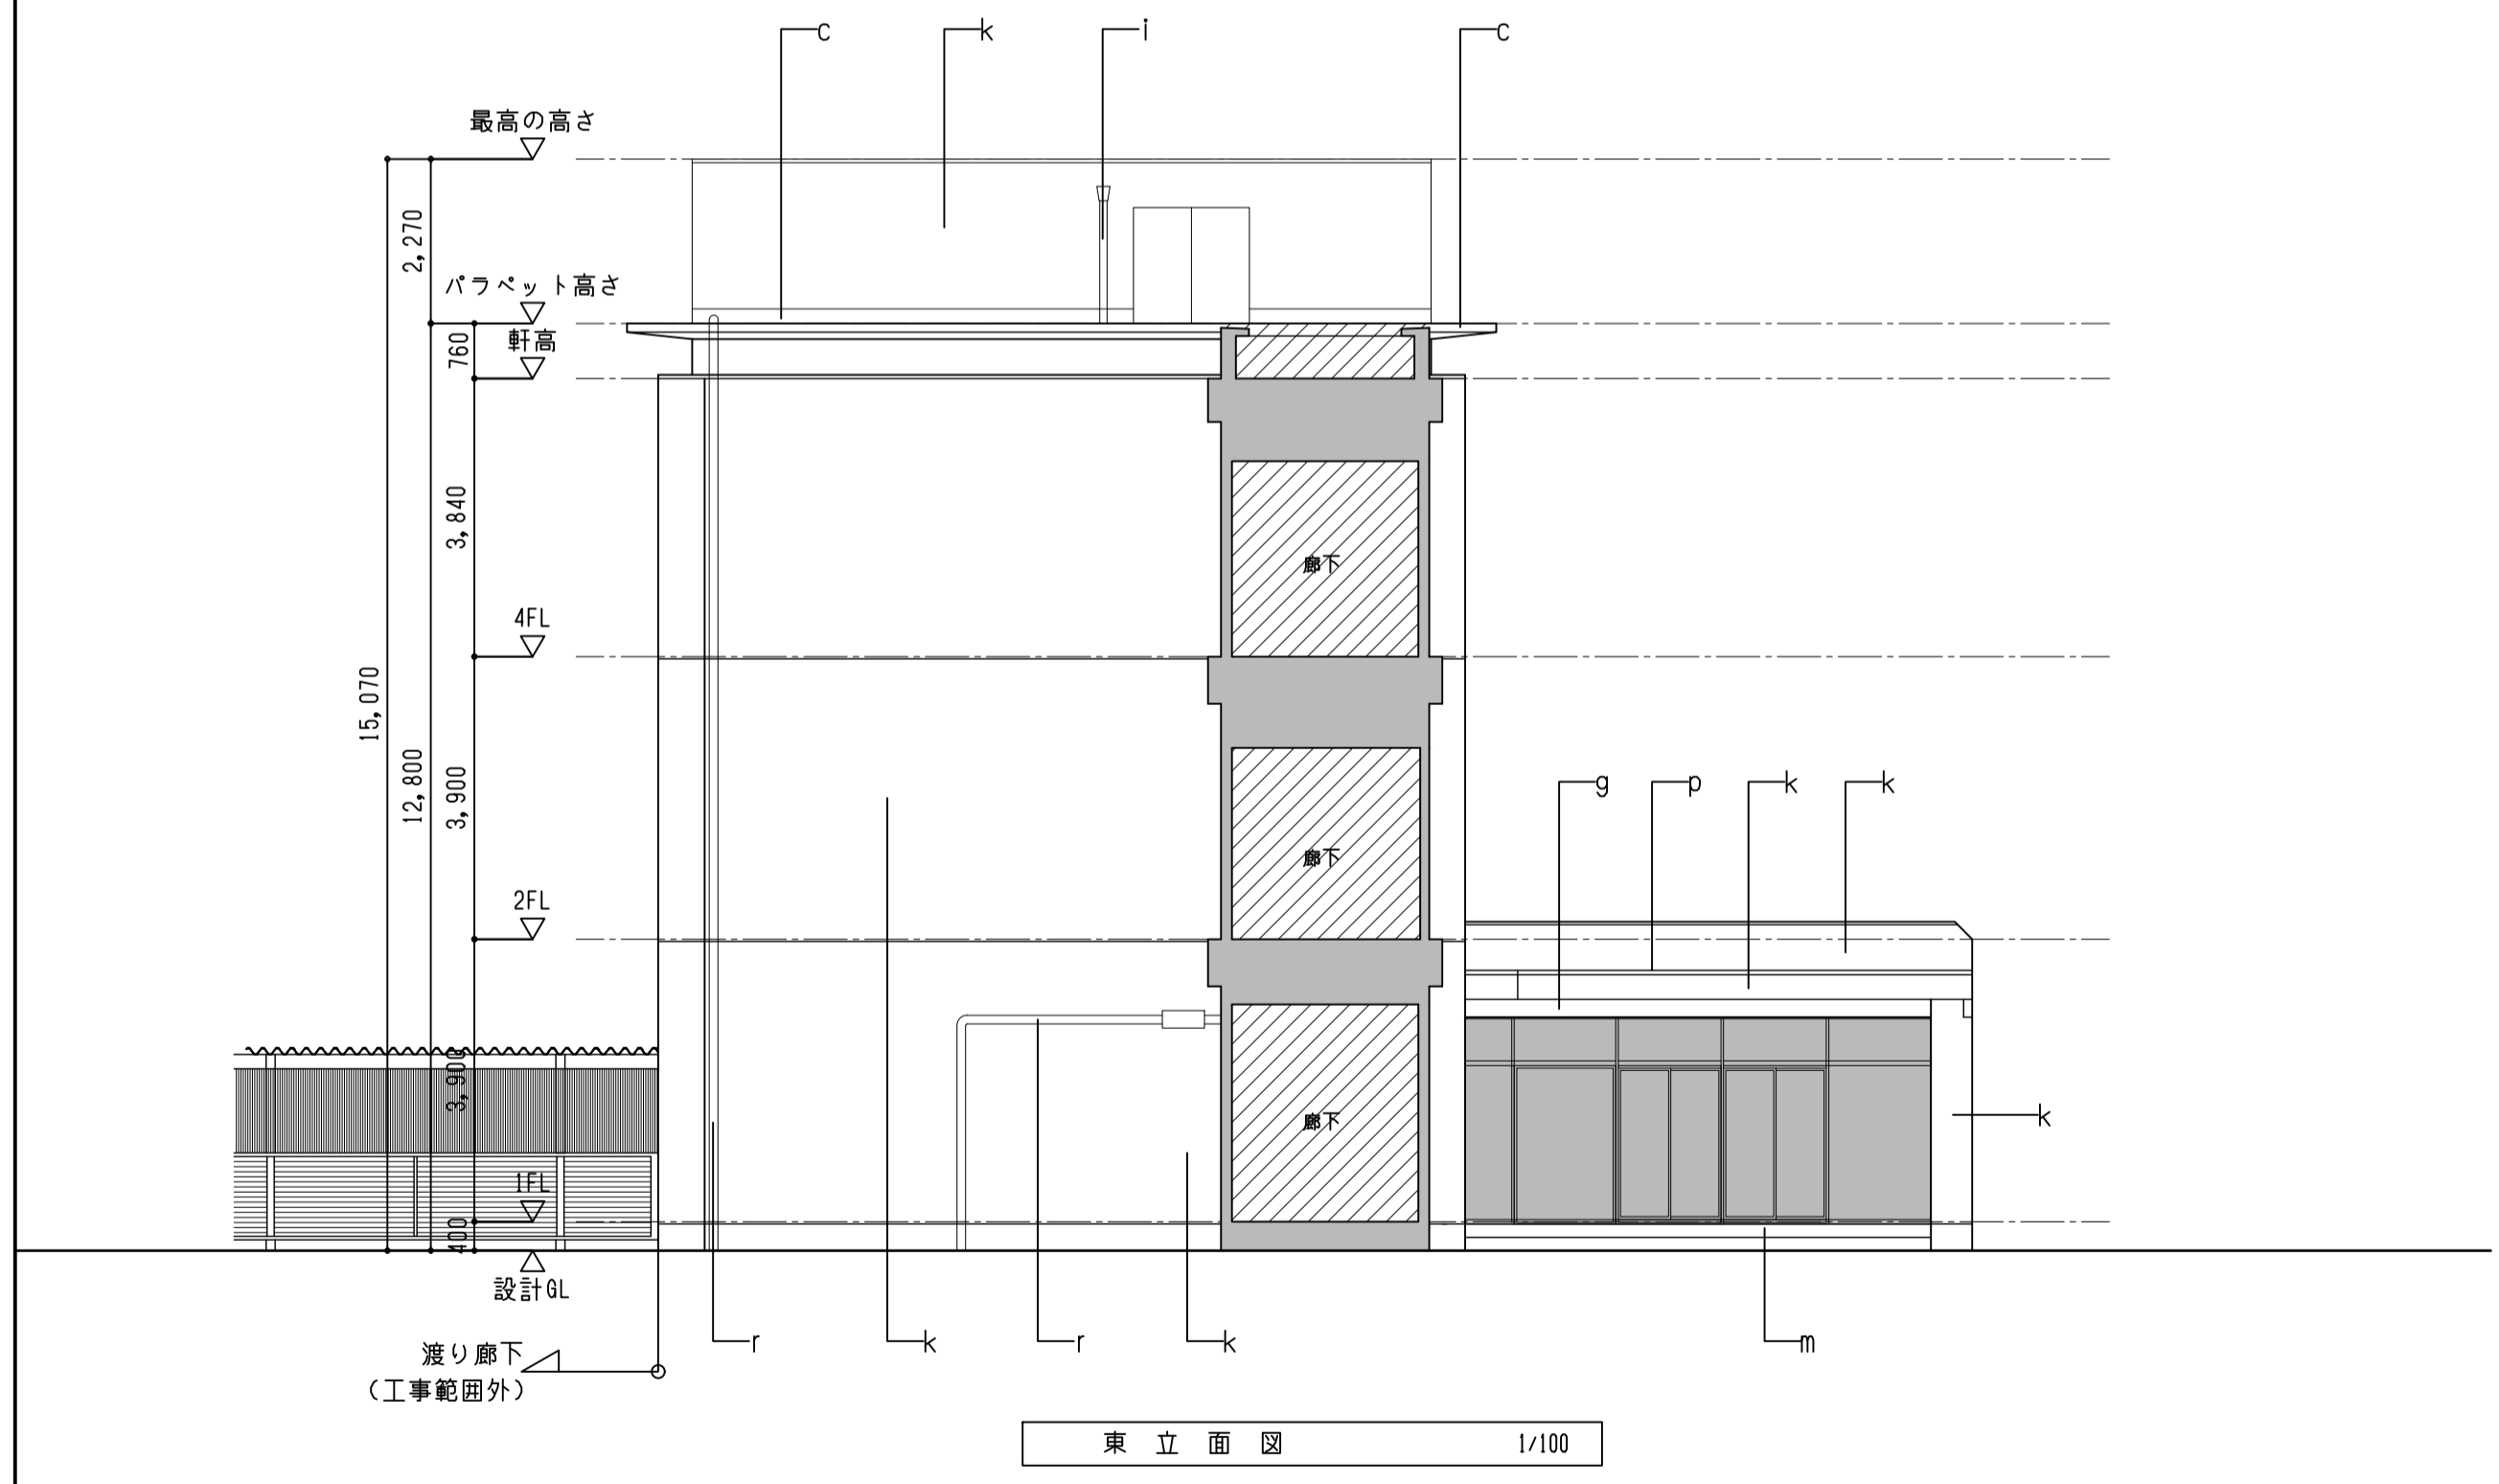 c
k
i
c
最高の高さ
2,270
パラペット高さ
軒高
760
3,840
廊下
4FL
15,070
12,800
3,900
g
p
k
k
廊下
2FL
3,900
廊下
k
1FL
400
設計GL
r
k
r
k
m
渡り廊下
(工事範囲外)
東立面図 1/100